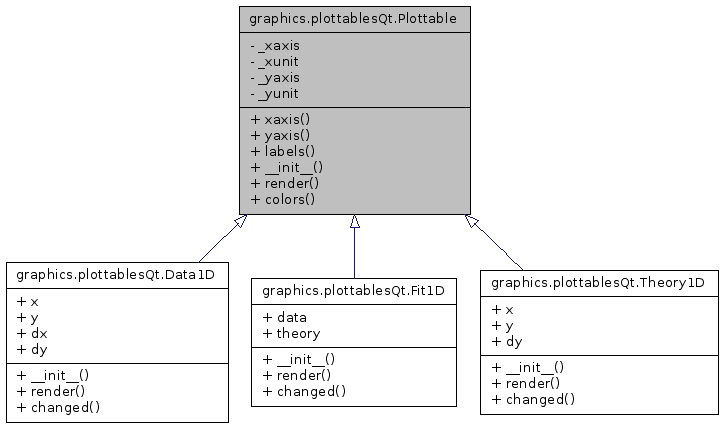 graphics.plottablesQt.Plottable
- _xaxis
- _xunit
- _yaxis
- _yunit
+ xaxis()
+ yaxis()
+ labels()
+ __init__()
+ render()
+ colors()
graphics.plottablesQt.Data1D
+ x
+ y
+ dx
+ dy
+ __init__()
+ render()
+ changed()
graphics.plottablesQt.Fit1D
+ data
+ theory
+ __init__()
+ render()
+ changed()
graphics.plottablesQt.Theory1D
+ x
+ y
+ dy
+ __init__()
+ render()
+ changed()